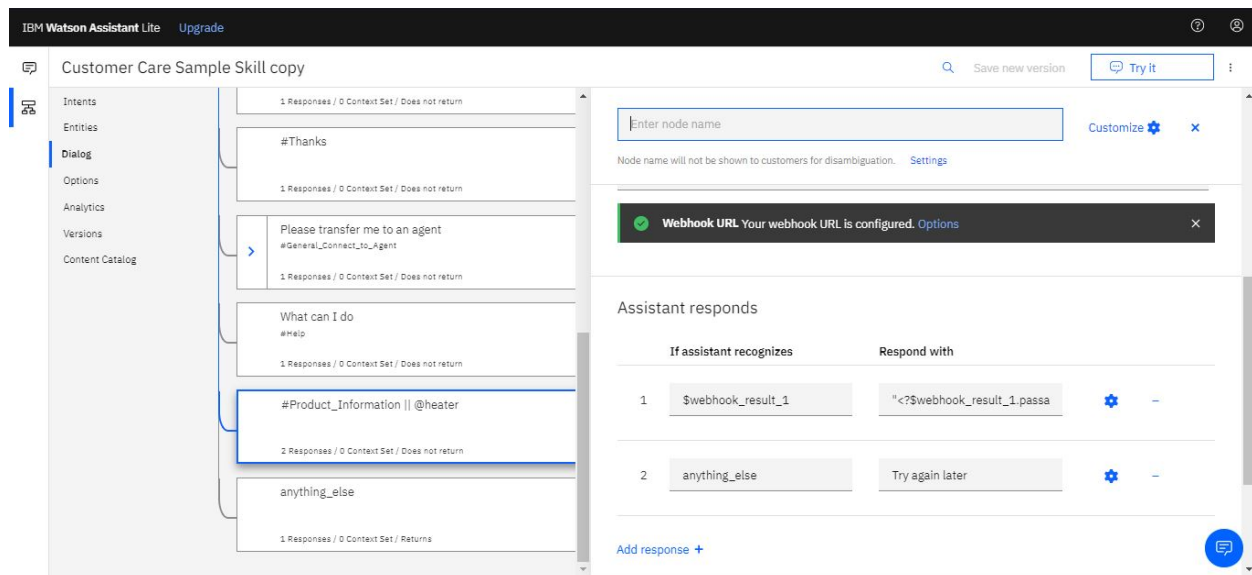 IBM Watson Assistant Lite Upgrade
Customer Care Sample Skill copy
Save new version
Try it
Intents
Entities
Dialog
Options
Analytics
Versions
Content Catalog
1 Responses / 0 Context Set / Does not return
#Thanks
1 Responses / 0 Context Set / Does not return
Please transfer me to an agent
#General_Connect_to_Agent
1 Responses / 0 Context Set / Does not return
What can I do
#Help
1 Responses / 0 Context Set / Does not return
#Product_Information || @heater
2 Responses / 0 Context Set / Does not return
anything_else
1 Responses / 0 Context Set / Returns
Enter node name
Customize
Node name will not be shown to customers for disambiguation. Settings
Webhook URL Your webhook URL is configured. Options
Assistant responds
If assistant recognizes Respond with
1 $webhook_result_1 "<?$webhook_result_1.passa
2 anything_else Try again later
Add response +